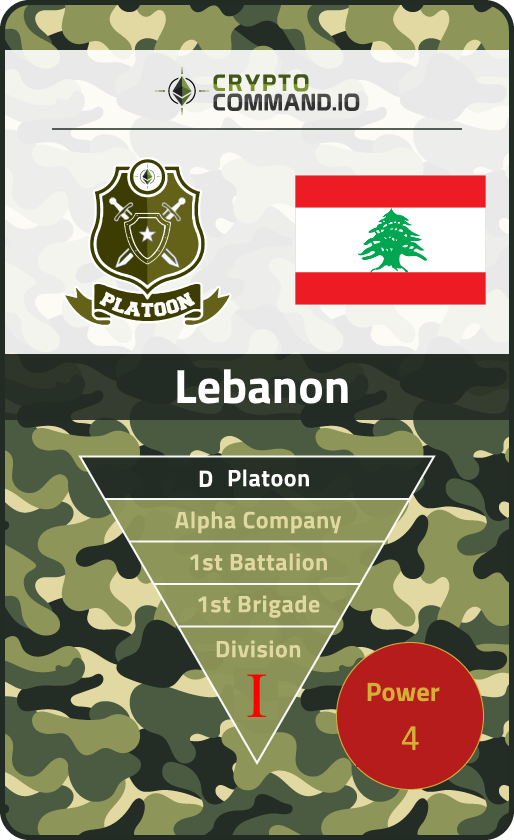 CRYPTO
COMMAND.IO
PLATOON
Lebanon
D Platoon
Alpha Company
1st Battalion
1st Brigade
Division
I
Power
4